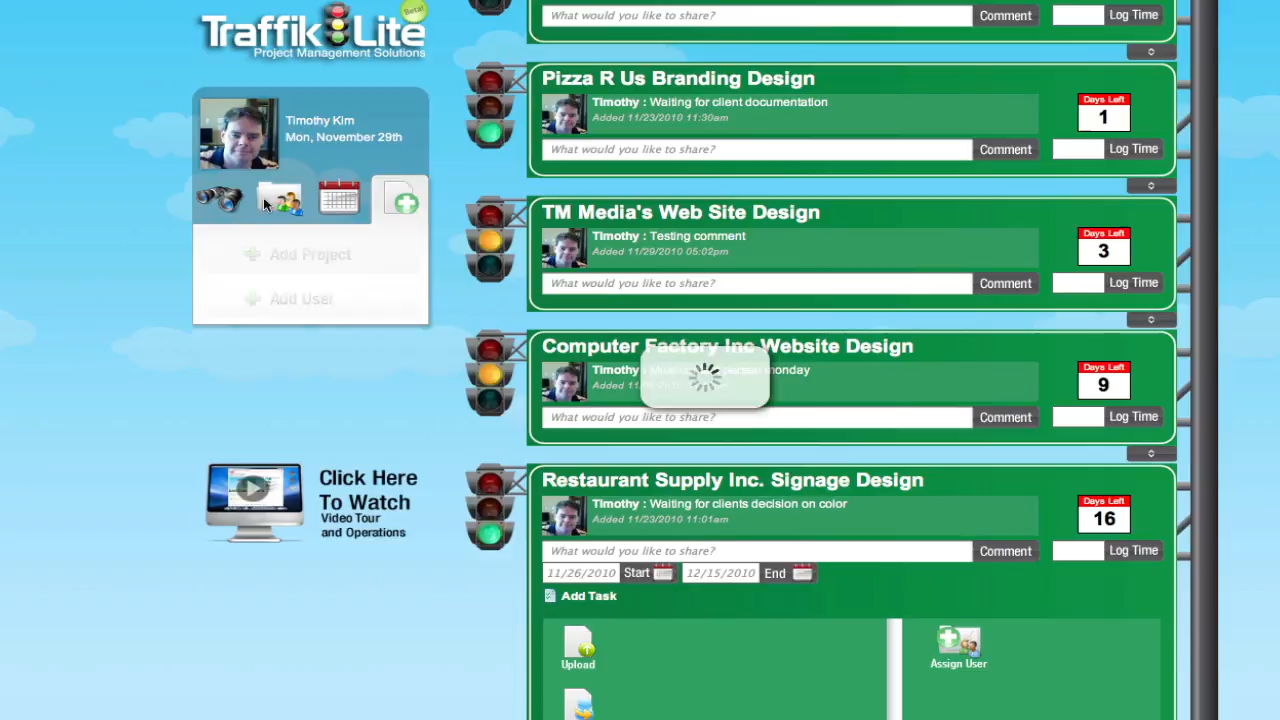 Beta!
Traffik Lite
Project Management Solutions
Timothy Kim
Mon, November 29th
Add Project
Add User
Click Here
To Watch
Video Tour
and Operations
What would you like to share?
Comment
Log Time
Pizza R Us Branding Design
Timothy : Waiting for client documentation
Added 11/23/2010 11:30am
Days Left
1
What would you like to share?
Comment
Log Time
TM Media's Web Site Design
Timothy : Testing comment
Added 11/29/2010 05:02pm
Days Left
3
What would you like to share?
Comment
Log Time
Computer Factory Inc Website Design
Timothy monday
Added
Days Left
9
What would you like to share?
Comment
Log Time
Restaurant Supply Inc. Signage Design
Timothy : Waiting for clients decision on color
Added 11/23/2010 11:01am
Days Left
16
What would you like to share?
Comment
Log Time
11/26/2010 Start 12/15/2010 End
Add Task
Upload
Assign User